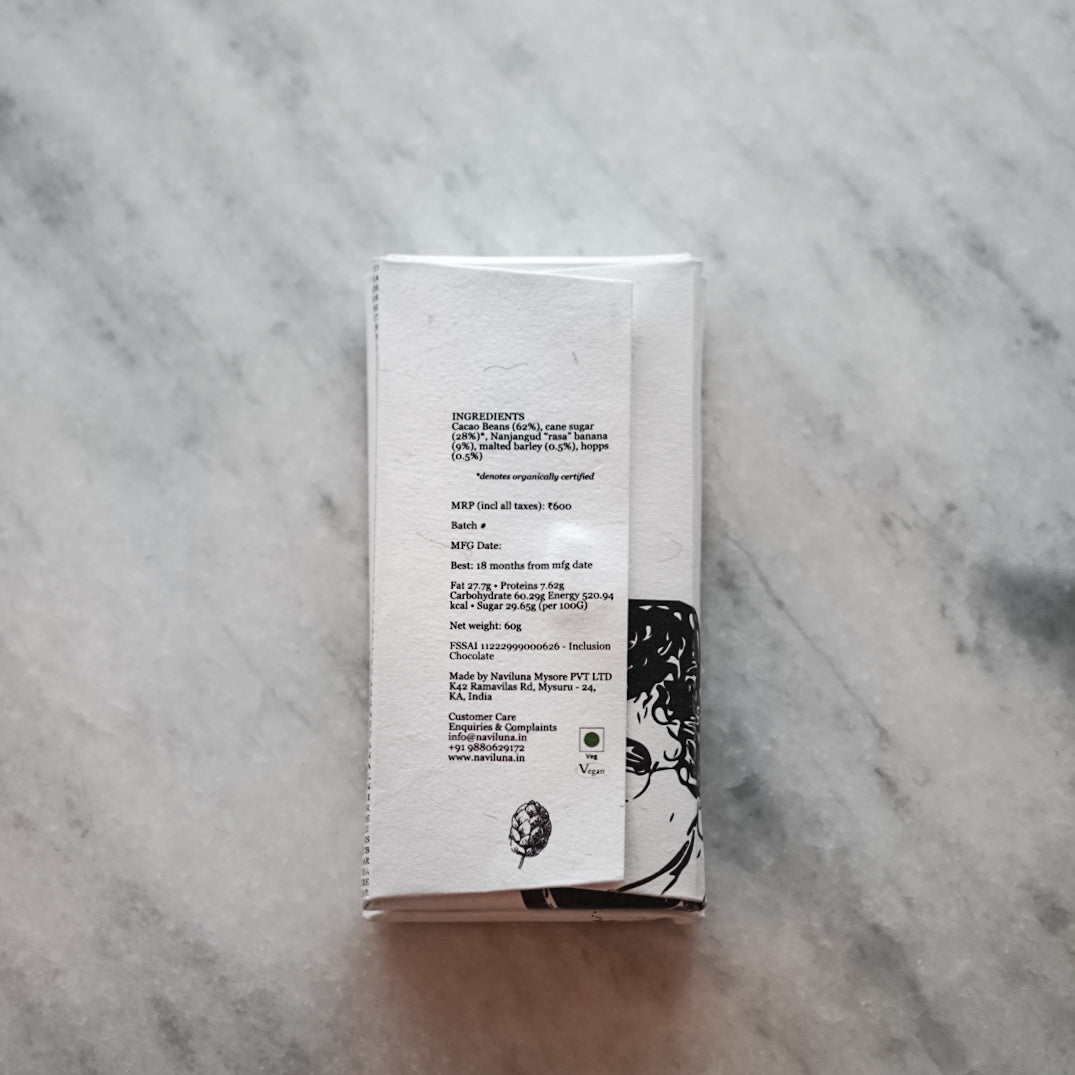 INGREDIENTS
Cacao Beans (62%), cane sugar
(28%)*, Nanjangud "rasa" banana
(9%), malted barley (0.5%), hopps
(0.5%)
*denotes organically certified
MRP (incl all taxes): ₹600
Batch #
MFG Date:
Best: 18 months from mfg date
Fat 27.7g • Proteins 7.62g
Carbohydrate 60.29g Energy 520.94
kcal • Sugar 29.65g (per 100G)
Net weight: 60g
FSSAI 11222999000626 - Inclusion
Chocolate
Made by Naviluna Mysore PVT LTD
K42 Ramavilas Rd, Mysuru - 24,
KA, India
Customer Care
Enquiries & Complaints
info@naviluna.in
+91 9880629172
www.naviluna.in
Veg
Vegan